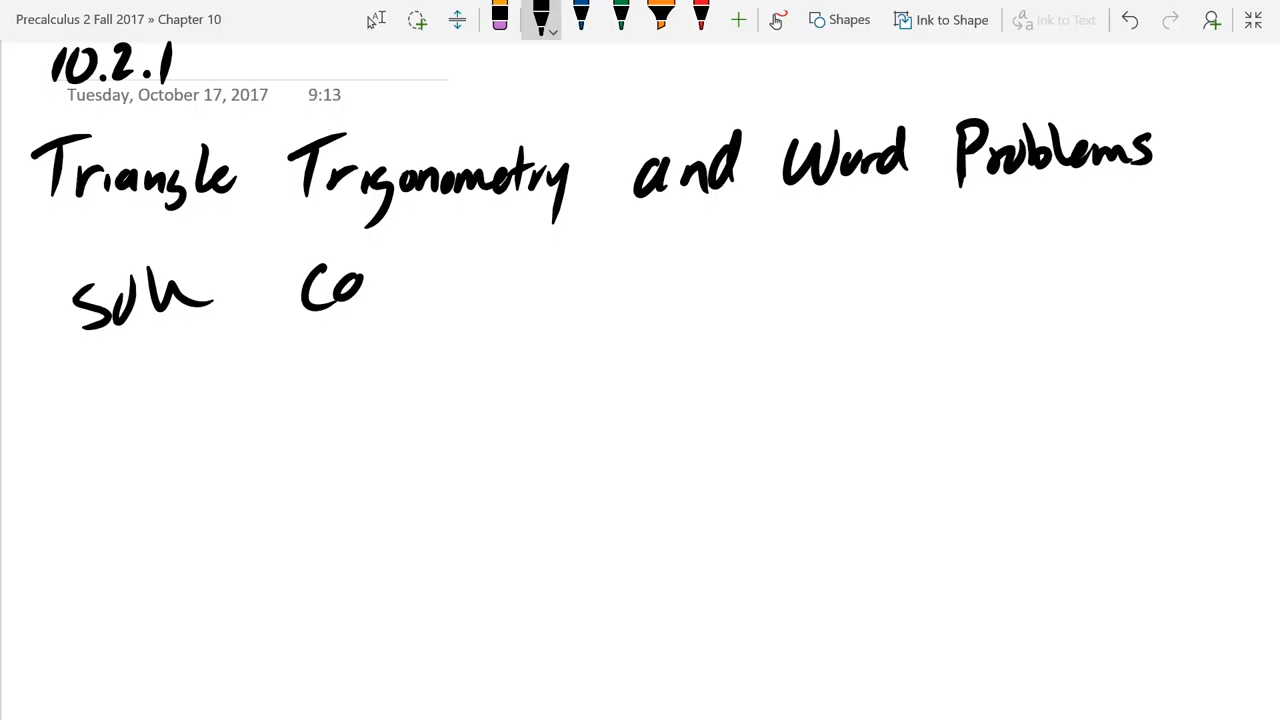 Precalculus 2 Fall 2017 » Chapter 10
Shapes
Ink to Shape
Ink to Text
10.2.1
Tuesday, October 17, 2017 9:13
Triangle Trigonometry and Word Problems
soh co